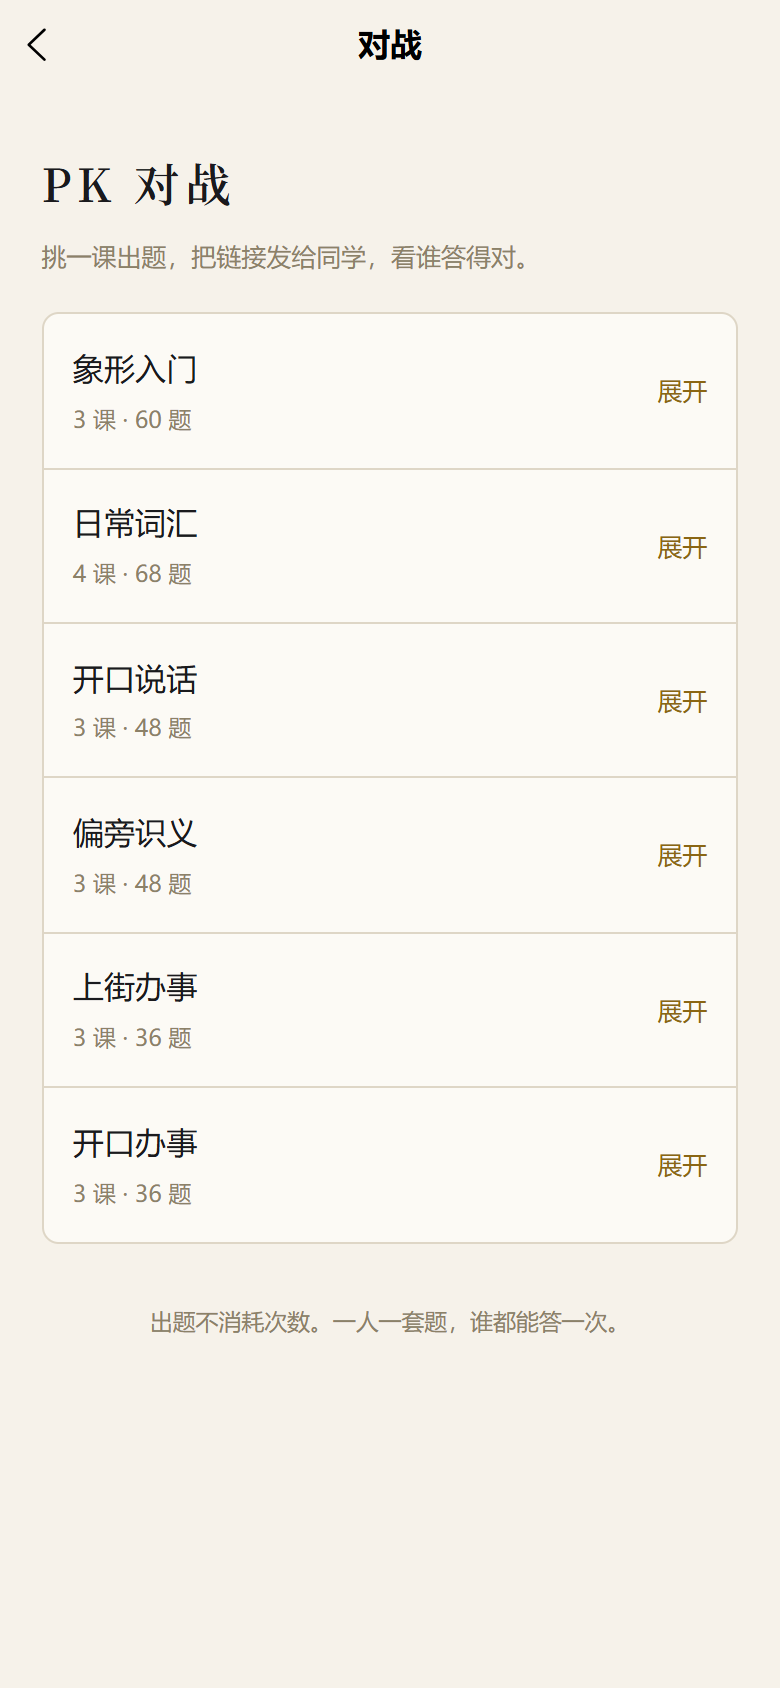 对战
PK 对战
挑一课出题，把链接发给同学，看谁答得对。
象形入门
3 课 · 60 题
展开
日常词汇
4 课 · 68 题
展开
开口说话
3 课 · 48 题
展开
偏旁识义
3 课 · 48 题
展开
上街办事
3 课 · 36 题
展开
开口办事
3 课 · 36 题
展开
出题不消耗次数。一人一套题，谁都能答一次。